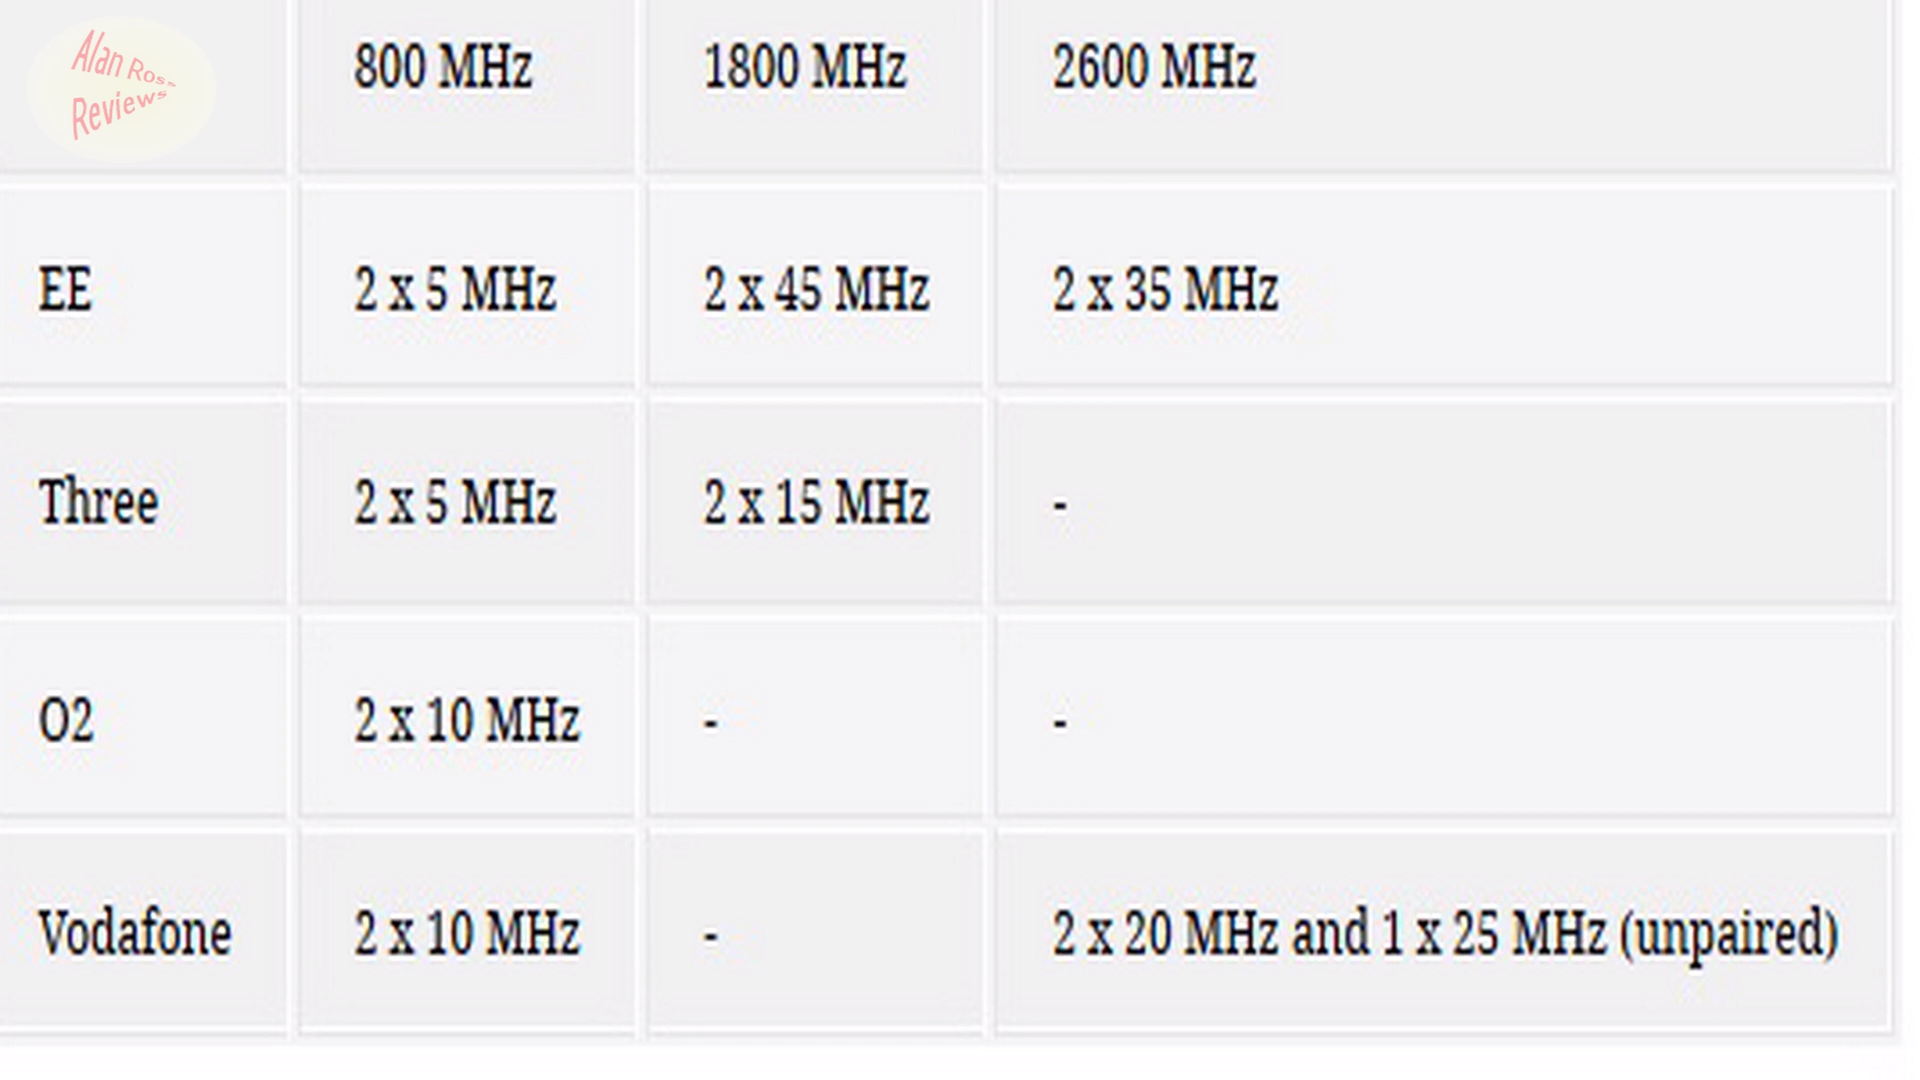 Alan Ross
Reviews
800 MHz 1800 MHz 2600 MHz
EE 2 x 5 MHz 2 x 45 MHz 2 x 35 MHz
Three 2 x 5 MHz 2 x 15 MHz -
O2 2 x 10 MHz - -
Vodafone 2 x 10 MHz - 2 x 20 MHz and 1 x 25 MHz (unpaired)